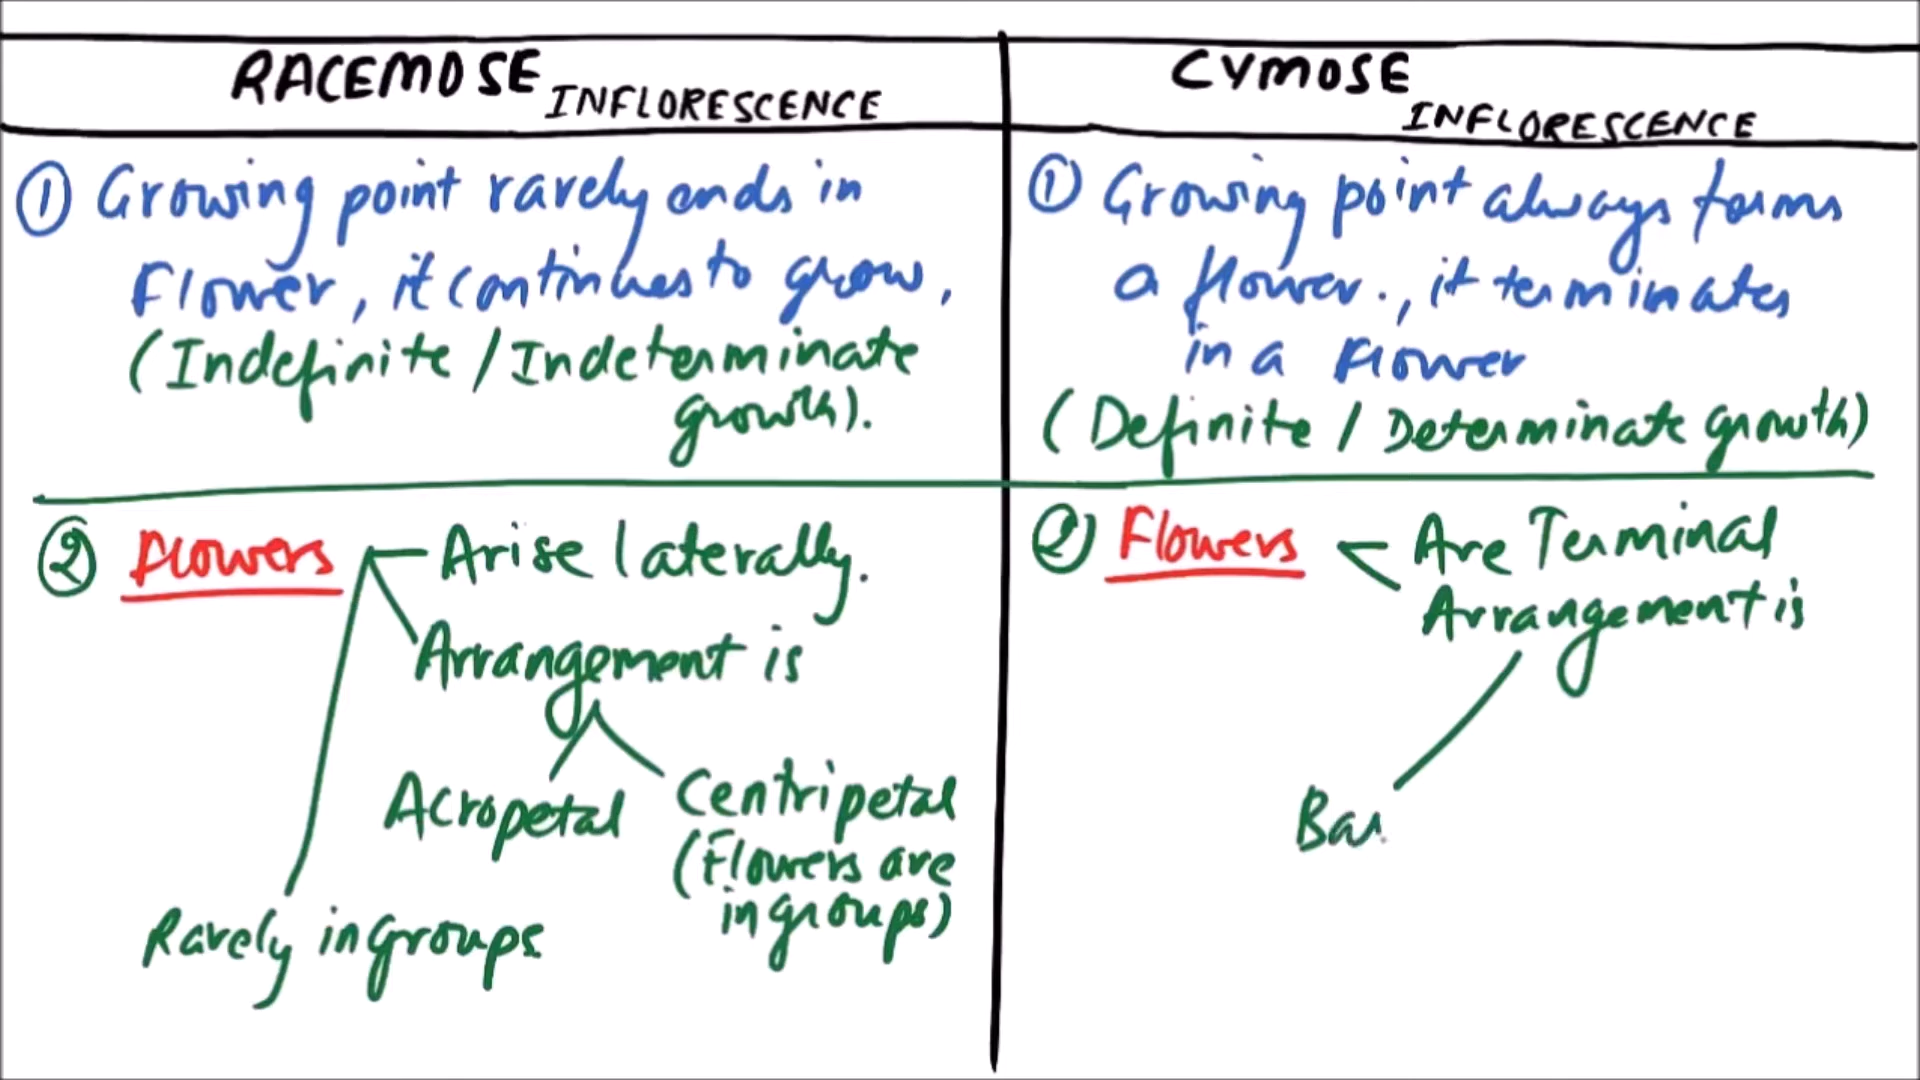 RACEMOSE INFLORESCENCE
① Growing point rarely ends in
Flower, it continues to grow,
(Indefinite / Indeterminate
growth).
② Flowers
Arise laterally.
Arrangement is
Acropetal
Centripetal
(Flowers are
in groups)
Rarely in groups
CYMOSE INFLORESCENCE
① Growing point always forms
a flower., it terminates
in a Flower
(Definite / Determinate growth)
② Flowers
Are Terminal
Arrangement is
Bas